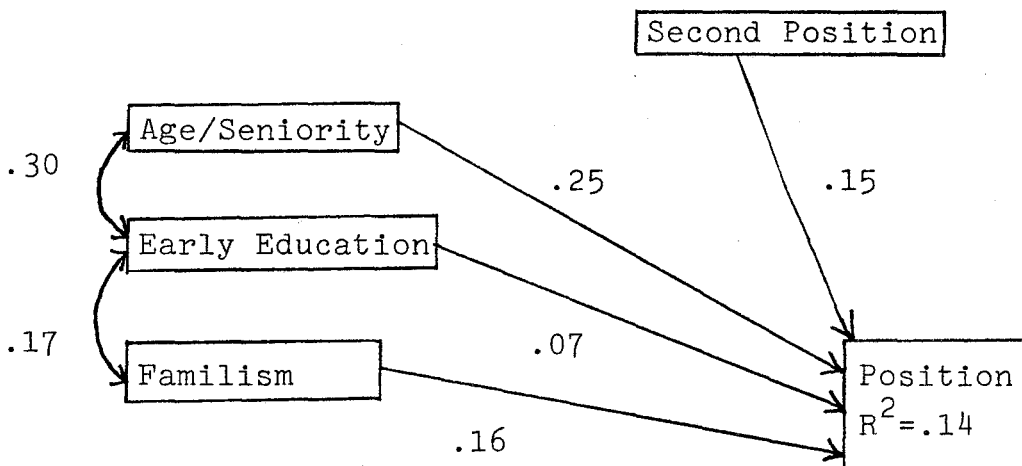 Second Position
Age/Seniority
.30
.25
.15
Early Education
.17
.07
Familism
Position
R²=.14
.16